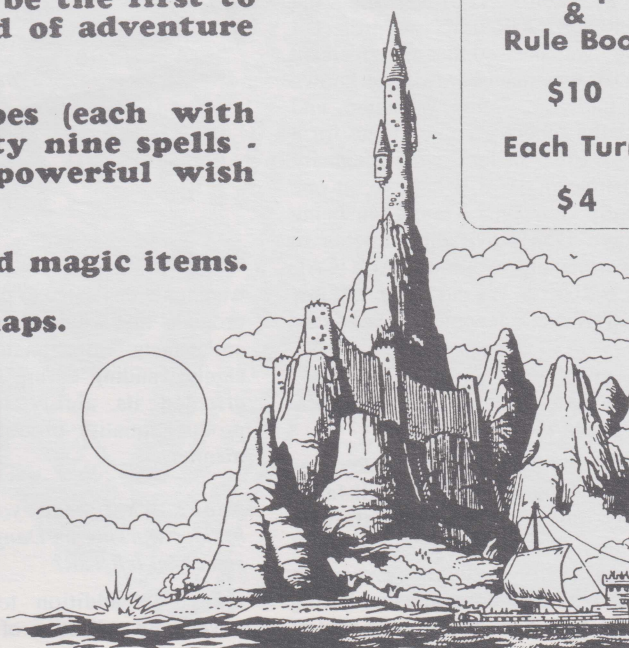 be the first to
d of adventure
pes (each with
ty nine spells -
powerful wish
d magic items.
aps.
&
Rule Boo
$10
Each Tur
$4